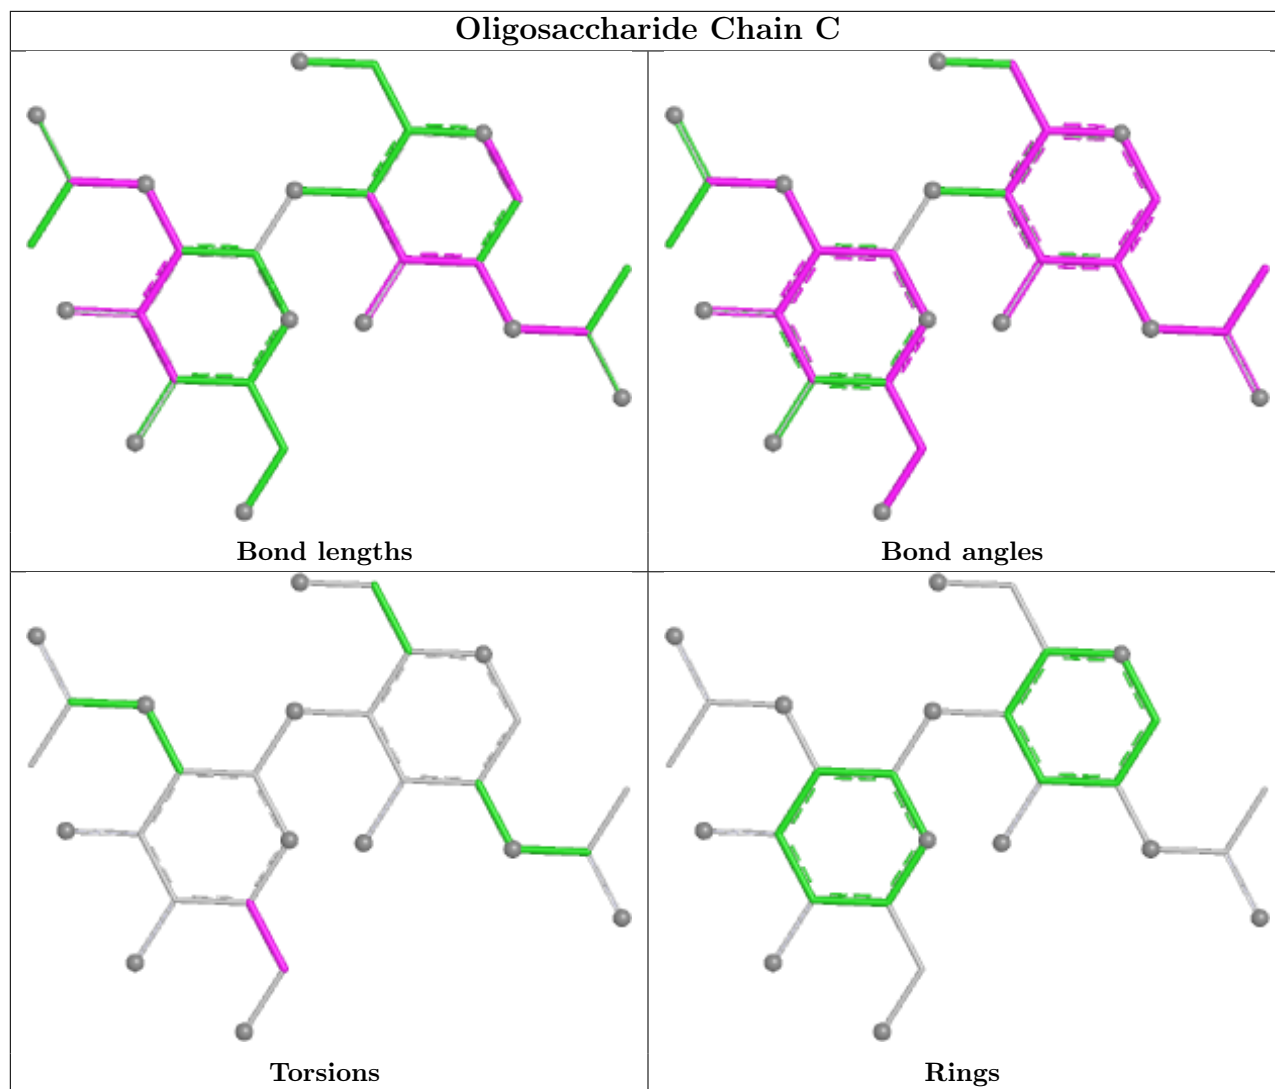 Oligosaccharide Chain C
Bond lengths
Bond angles
Torsions
Rings